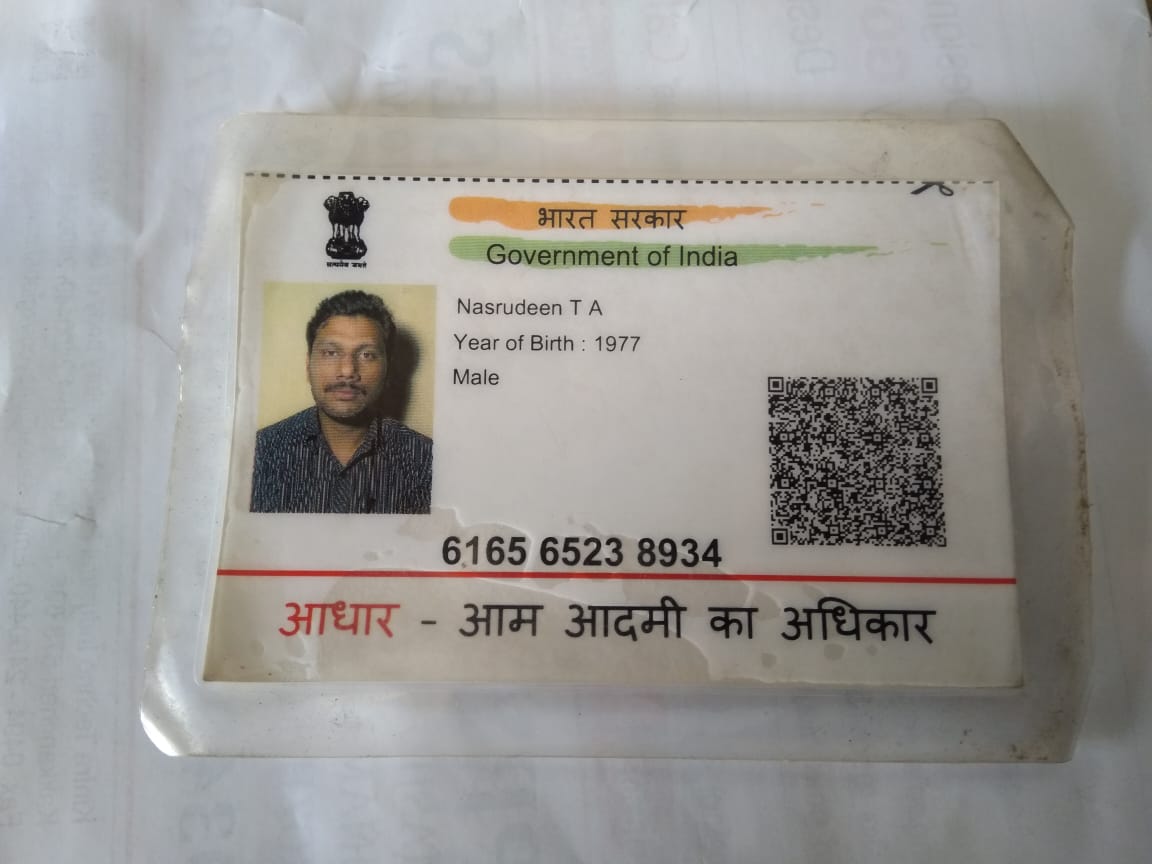 सत्यमेव जयते
भारत सरकार
Government of India
Nasrudeen T A
Year of Birth : 1977
Male
6165 6523 8934
आधार - आम आदमी का अधिकार